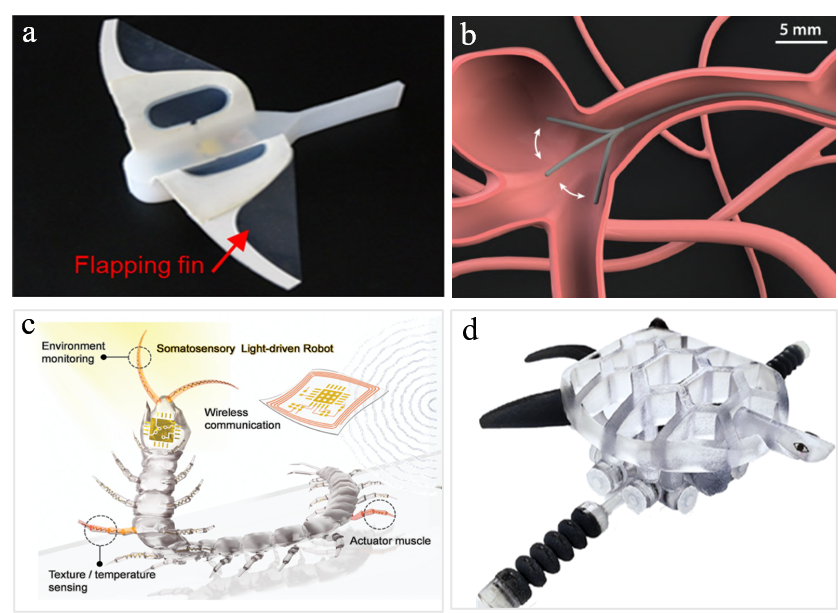 a
Flapping fin
b
5 mm
c
Environment
monitoring
Somatosensory Light-driven Robot
Wireless
communication
Actuator muscle
Texture / temperature
sensing
d